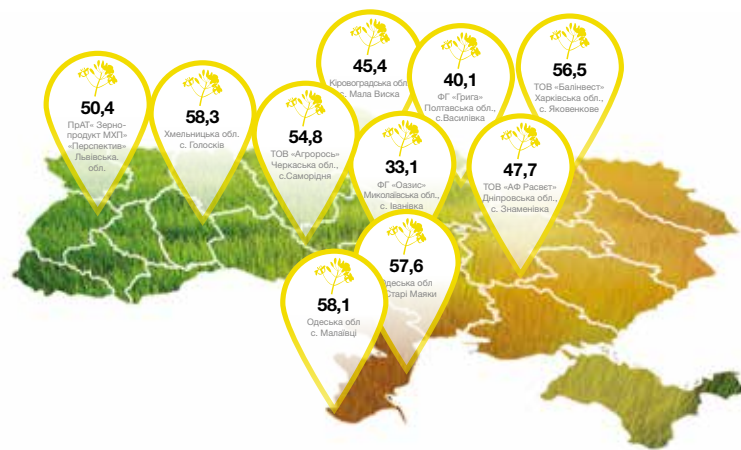 50,4
ПрАТ« Зерно-
продукт МХП»
«Перспектив»
Львівська.
обл.
58,3
Хмельницька обл.
с. Голосків
54,8
ТОВ «Агрорось»
Черкаська обл.,
с.Саморідня
45,4
Кіровоградська обл
с. Мала Виска
40,1
ФГ «Грига»
Полтавська обл.,
с.Василівка
56,5
ТОВ «Балінвест»
Харківська обл.,
с. Яковенкове
33,1
ФГ «Оазис»
Миколаївська обл.,
с. Іванівка
47,7
ТОВ «АФ Расвєт»
Дніпровська обл.,
с. Знаменівка
57,6
Одеська обл
Старі Маяки
58,1
Одеська обл
с. Малаівці